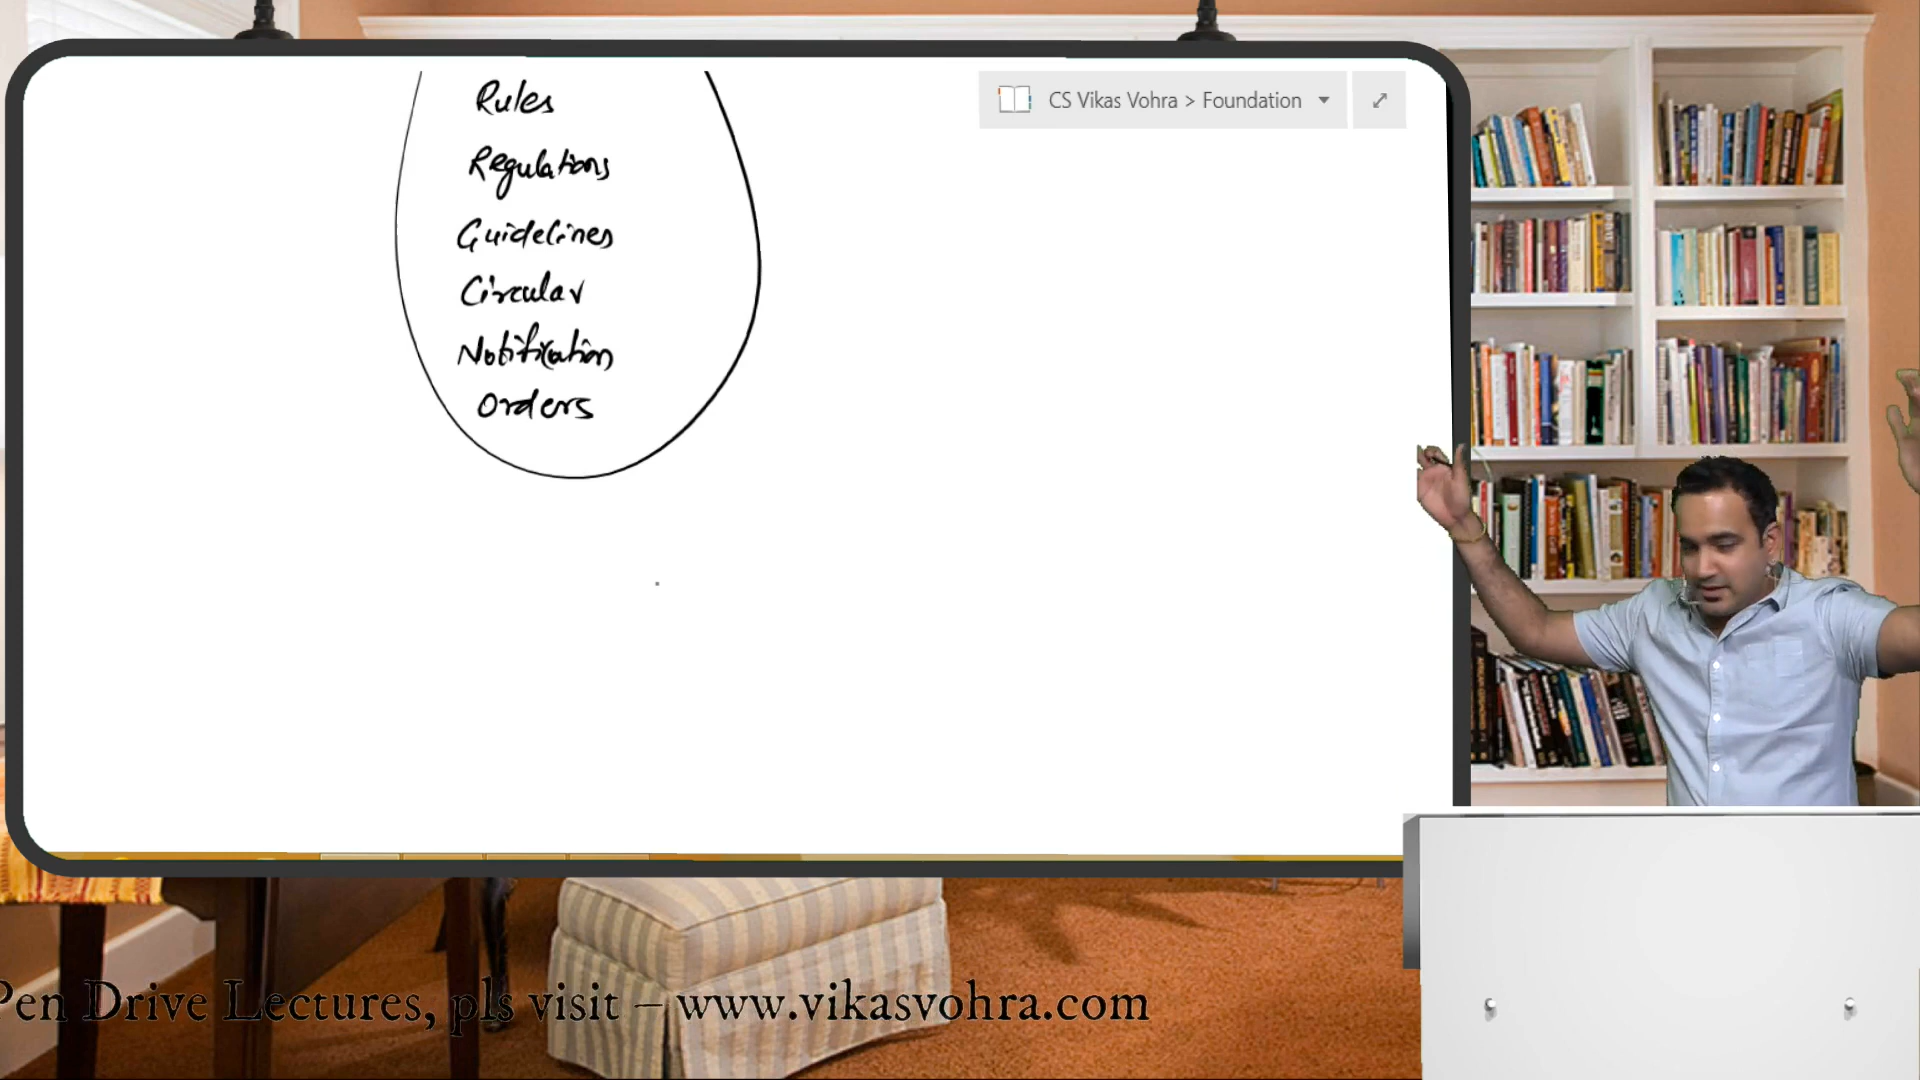 Rules
CS Vikas Vohra > Foundation
Regulations
Guidelines
Circular
Notification
Orders
Pen Drive Lectures, pls visit – www.vikasvohra.com